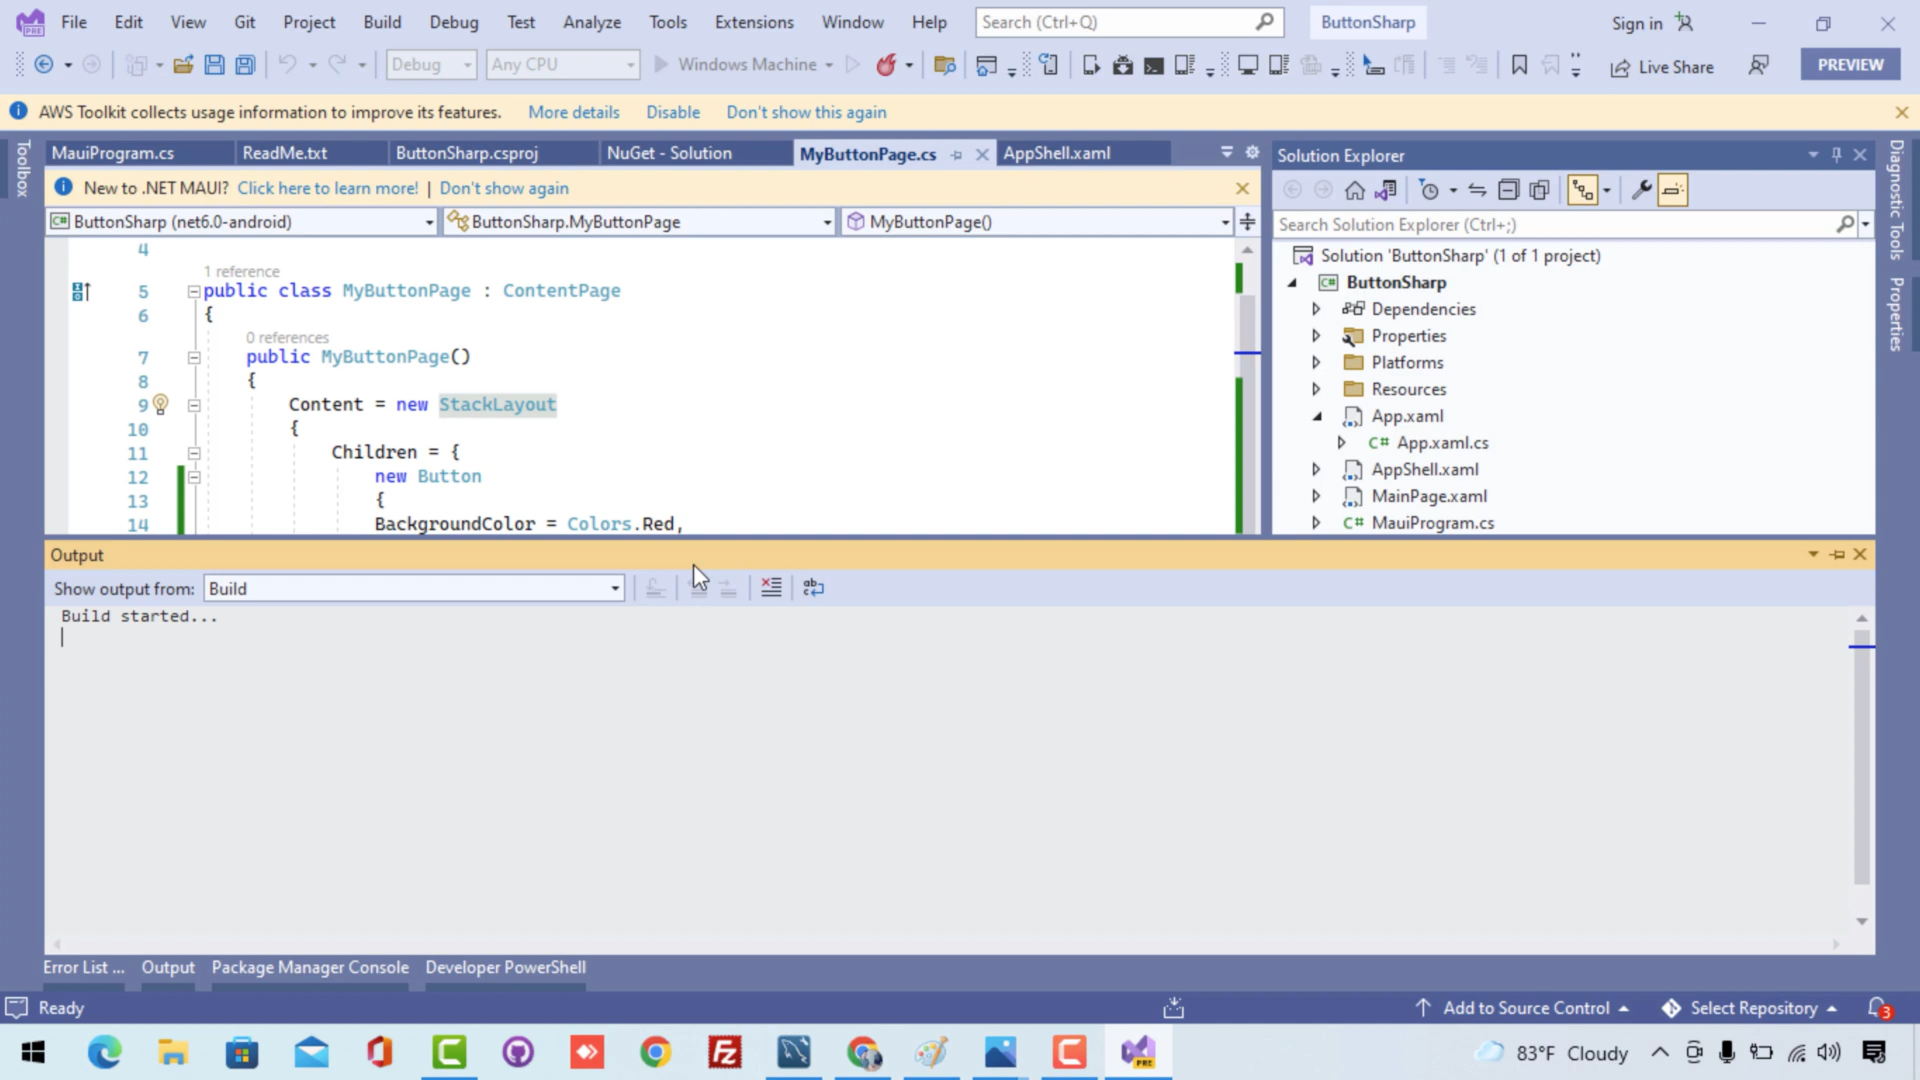 File Edit View Git Project Build Debug Test Analyze Tools Extensions Window Help Search (Ctrl+Q) ButtonSharp Sign in
Debug Any CPU Windows Machine Live Share PREVIEW
AWS Toolkit collects usage information to improve its features. More details Disable Don't show this again
Toolbox
MauiProgram.cs ReadMe.txt ButtonSharp.csproj NuGet - Solution MyButtonPage.cs AppShell.xaml
New to .NET MAUI? Click here to learn more! | Don't show again
ButtonSharp (net6.0-android) ButtonSharp.MyButtonPage MyButtonPage()
4
1 reference
5 public class MyButtonPage : ContentPage
6 {
0 references
7 public MyButtonPage()
8 {
9 Content = new StackLayout
10 {
11 Children = {
12 new Button
13 {
14 BackgroundColor = Colors.Red,
Solution Explorer
Search Solution Explorer (Ctrl+;)
Solution 'ButtonSharp' (1 of 1 project)
C# ButtonSharp
Dependencies
Properties
Platforms
Resources
App.xaml
C# App.xaml.cs
AppShell.xaml
MainPage.xaml
C# MauiProgram.cs
Diagnostic Tools
Properties
Output
Show output from: Build
Build started...
Error List ... Output Package Manager Console Developer PowerShell
Ready Add to Source Control Select Repository 3
83°F Cloudy